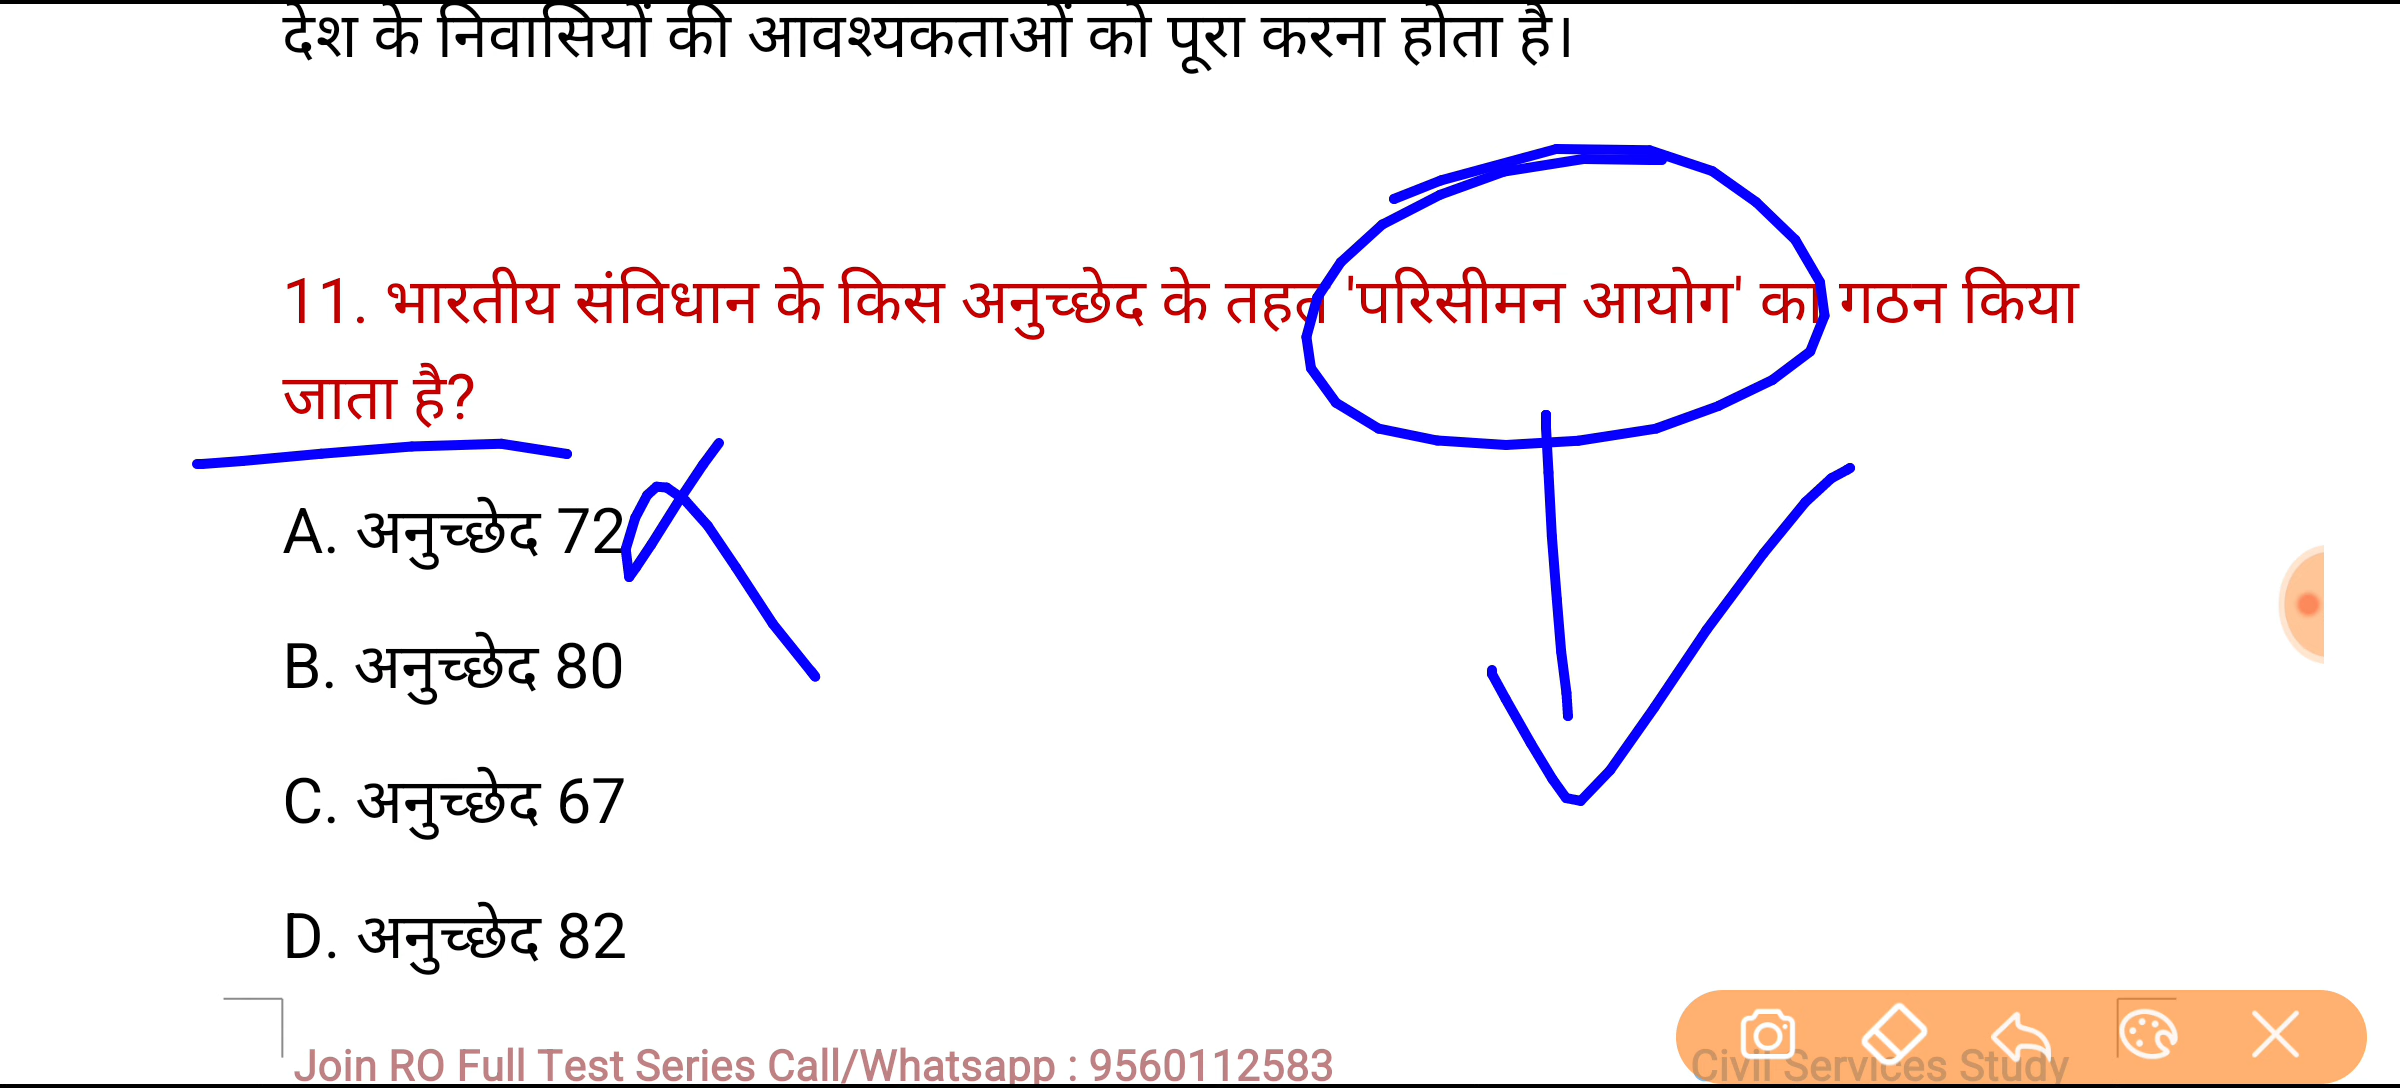 देश के निवासियों की आवश्यकताओं को पूरा करना होता है।
11. भारतीय संविधान के किस अनुच्छेद के तहत 'परिसीमन आयोग' का गठन किया
जाता है?
A. अनुच्छेद 72
B. अनुच्छेद 80
C. अनुच्छेद 67
D. अनुच्छेद 82
Join RO Full Test Series Call/Whatsapp : 9560112583 Civil Services Study